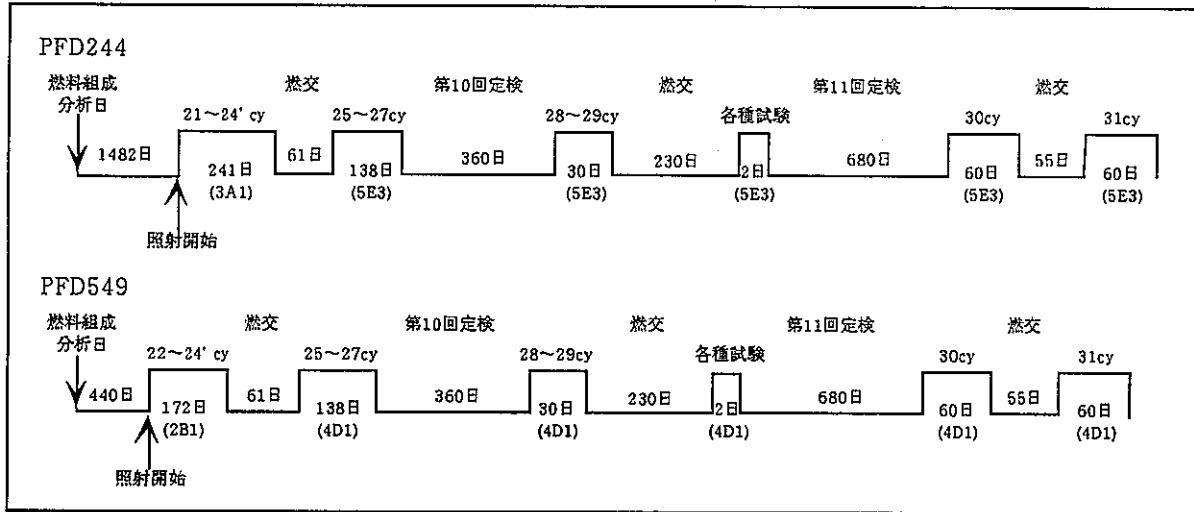 PFD244
燃料組成
分析日
燃交 第10回定検 燃交 第11回定検 燃交
21～24' cy 25～27cy 28～29cy 各種試験 30cy 31cy
1482日 61日 360日 230日 680日 55日
241日 138日 30日 2日 60日 60日
(3A1) (5E3) (5E3) (5E3) (5E3) (5E3)
照射開始
PFD549
燃料組成
分析日
燃交 第10回定検 燃交 第11回定検 燃交
22～24' cy 25～27cy 28～29cy 各種試験 30cy 31cy
440日 61日 360日 230日 680日 55日
172日 138日 30日 2日 60日 60日
(2B1) (4D1) (4D1) (4D1) (4D1) (4D1)
照射開始